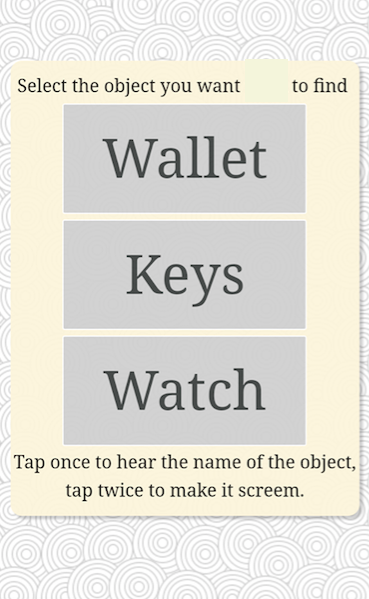 Select the object you want to find
Wallet
Keys
Watch
Tap once to hear the name of the object,
tap twice to make it screem.